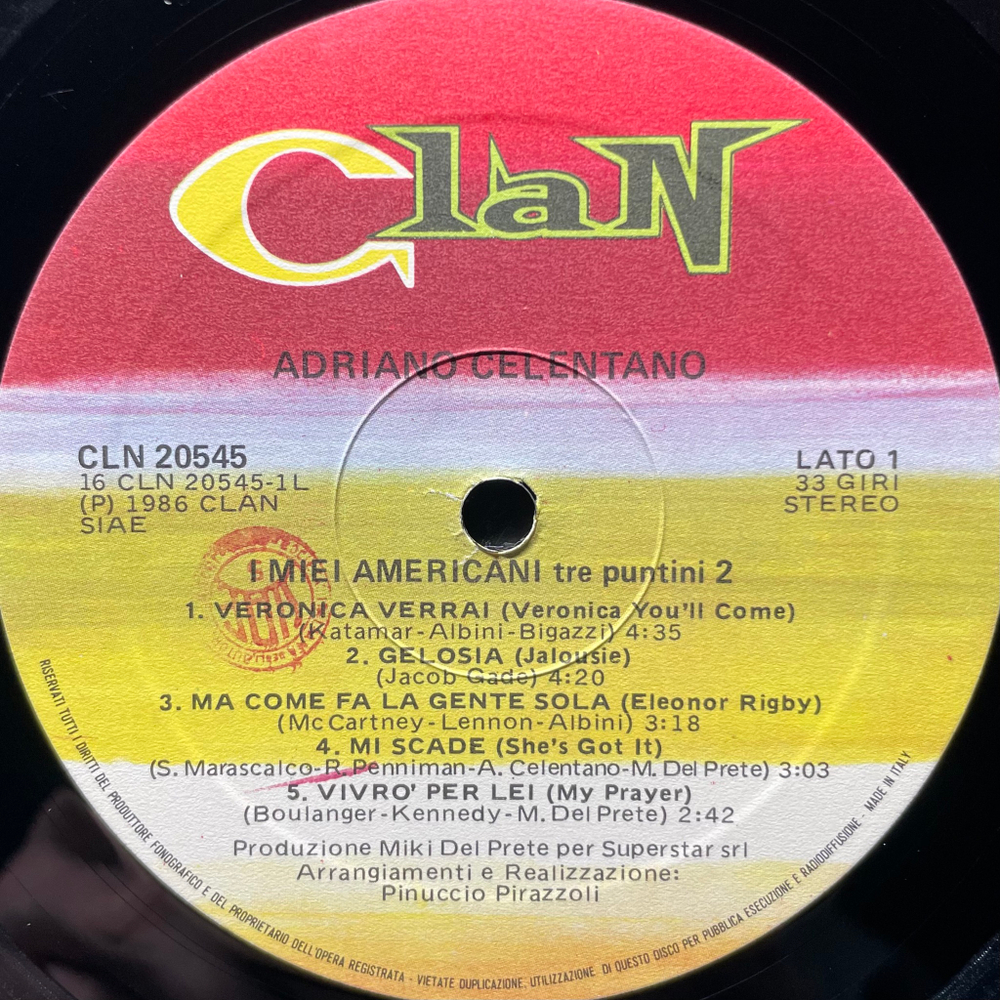 Clan
ADRIANO CELENTANO
CLN 20545
16 CLN 20545-1L
(P) 1986 CLAN
SIAE
LATO 1
33 GIRI
STEREO
I MIEI AMERICANI tre puntini 2
1. VERONICA VERRAI (Veronica You'll Come)
(Katamar-Albini-Bigazzi) 4:35
2. GELOSIA (Jalousie)
(Jacob Gade) 4:20
3. MA COME FA LA GENTE SOLA (Eleonor Rigby)
(McCartney-Lennon-Albini) 3:18
4. MI SCADE (She's Got It)
(S. Marascalco-R. Penniman-A. Celentano-M. Del Prete) 3:03
5. VIVRO' PER LEI (My Prayer)
(Boulanger-Kennedy-M. Del Prete) 2:42
Produzione Miki Del Prete per Superstar srl
Arrangiamenti e Realizzazione:
Pinuccio Pirazzoli
RISERVATI TUTTI I DIRITTI DEL PRODUTTORE FONOGRAFICO E DEL PROPRIETARIO DELL'OPERA REGISTRATA - VIETATE DUPLICAZIONE, UTILIZZAZIONE DI QUESTO DISCO PER PUBBLICA ESECUZIONE E RADIODIFFUSIONE - MADE IN ITALY